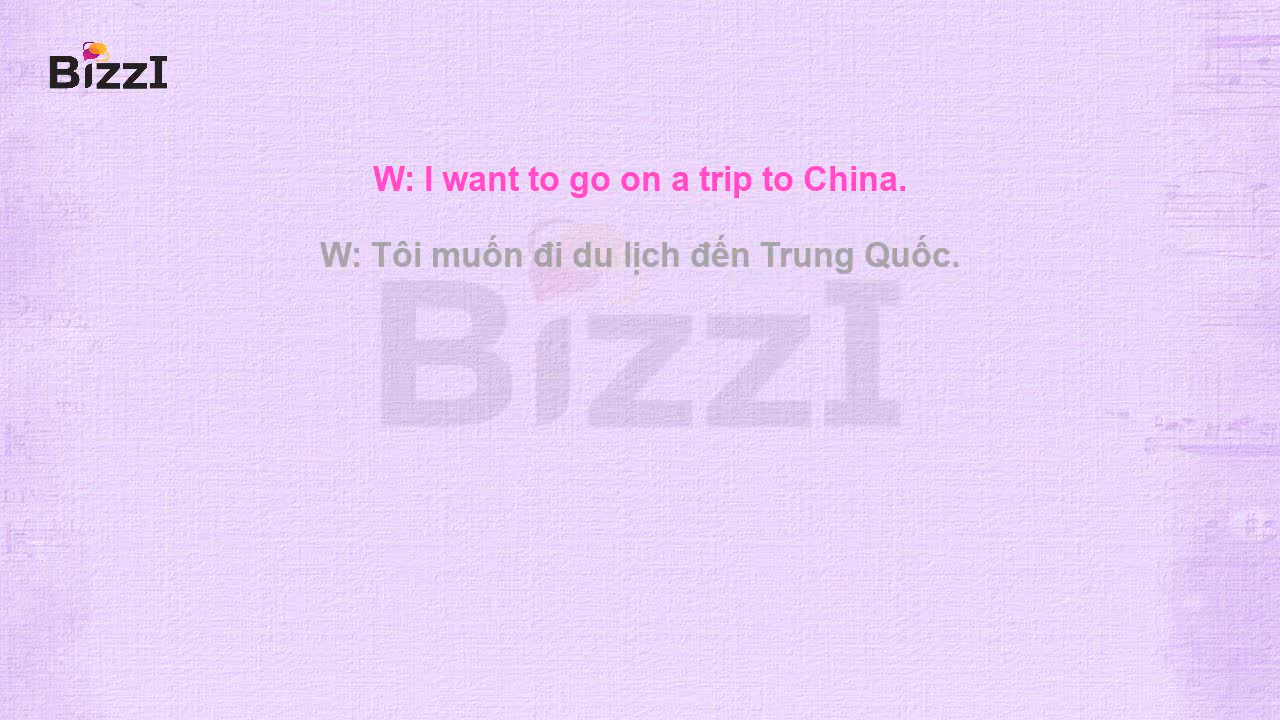 BizzI
W: I want to go on a trip to China.
W: Tôi muốn đi du lịch đến Trung Quốc.
BizzI